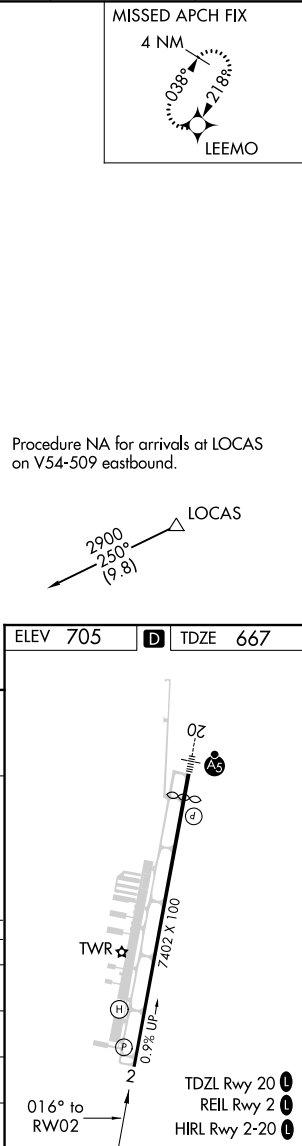 MISSED APCH FIX
4 NM
038°
218°
LEEMO
Procedure NA for arrivals at LOCAS
on V54-509 eastbound.
LOCAS
2900
250°
(9.8)
ELEV 705 D TDZE 667
20
A5
P
7402 X 100
TWR
H
0.9% UP
P
2
TDZL Rwy 20 L
REIL Rwy 2 L
HIRL Rwy 2-20 L
016° to
RW02